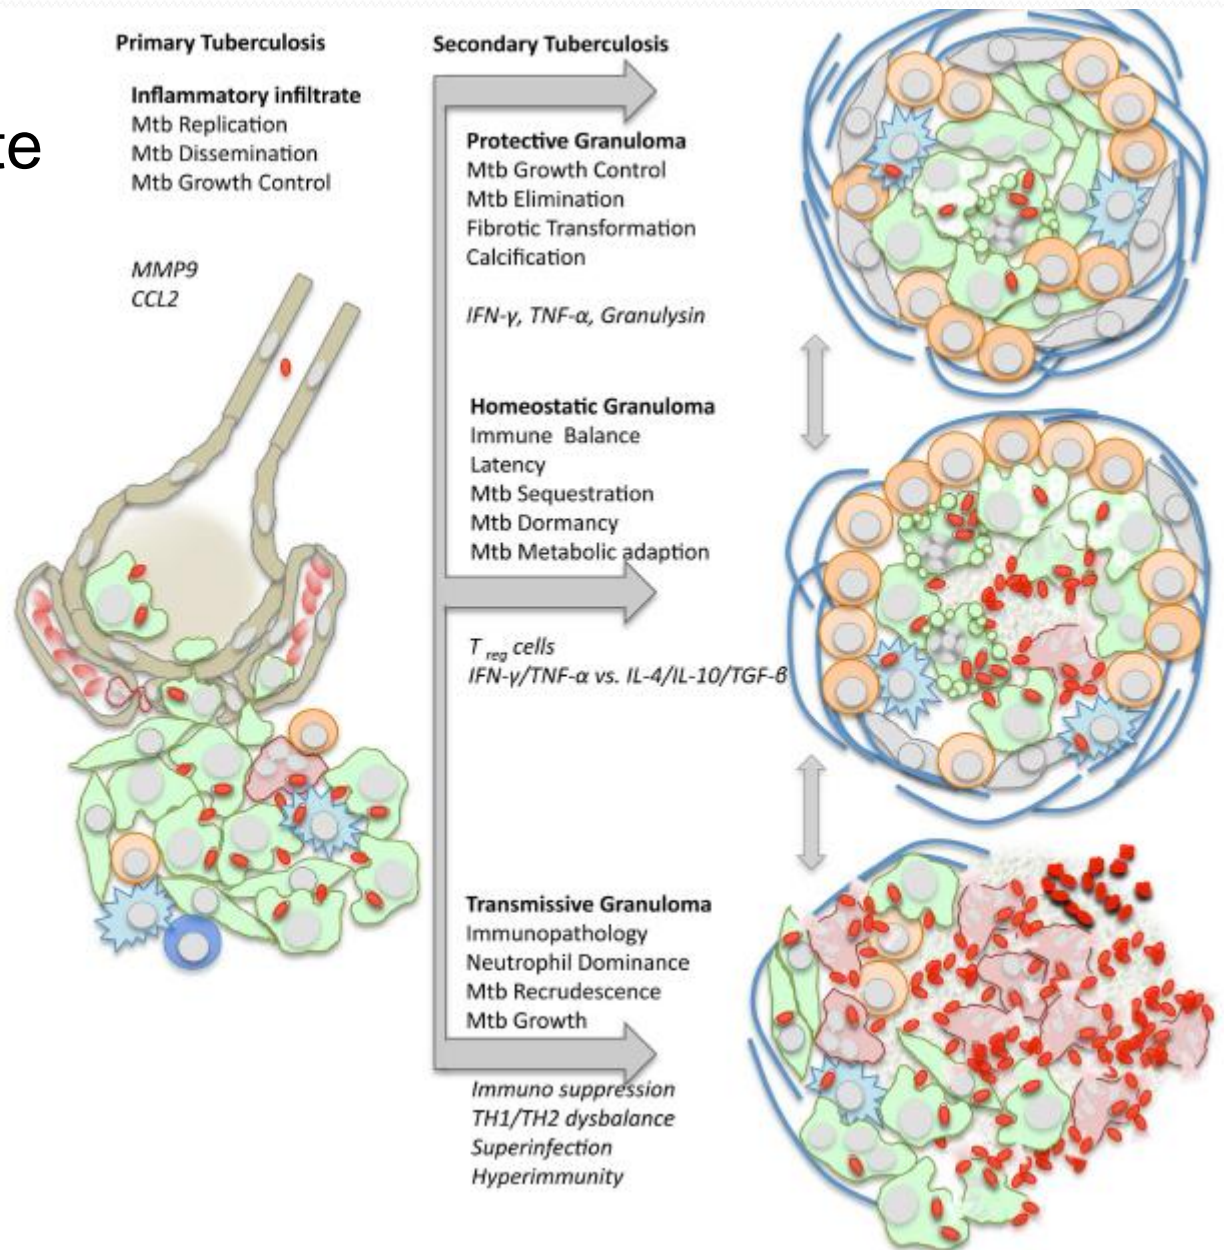 te
Primary Tuberculosis
Inflammatory infiltrate
Mtb Replication
Mtb Dissemination
Mtb Growth Control
MMP9
CCL2
Secondary Tuberculosis
Protective Granuloma
Mtb Growth Control
Mtb Elimination
Fibrotic Transformation
Calcification
IFN-γ, TNF-α, Granulysin
Homeostatic Granuloma
Immune Balance
Latency
Mtb Sequestration
Mtb Dormancy
Mtb Metabolic adaption
T reg cells
IFN-γ/TNF-α vs. IL-4/IL-10/TGF-β
Transmissive Granuloma
Immunopathology
Neutrophil Dominance
Mtb Recrudescence
Mtb Growth
Immuno suppression
TH1/TH2 dysbalance
Superinfection
Hyperimmunity